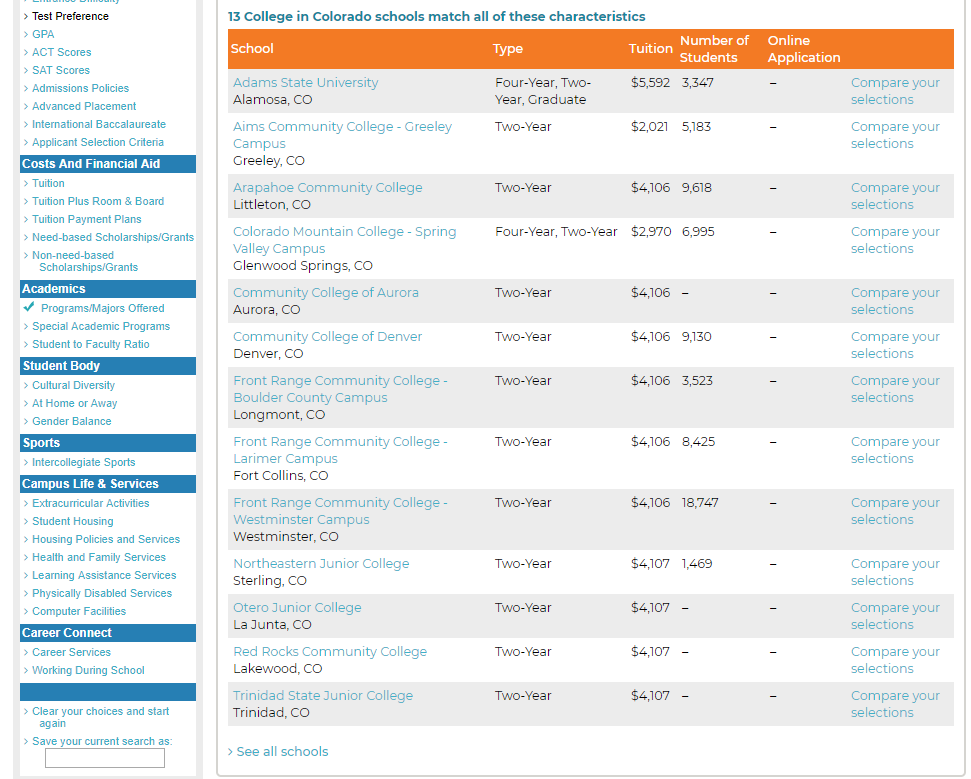 Entrance Difficulty
Test Preference
GPA
ACT Scores
SAT Scores
Admissions Policies
Advanced Placement
International Baccalaureate
Applicant Selection Criteria
Costs And Financial Aid
Tuition
Tuition Plus Room & Board
Tuition Payment Plans
Need-based Scholarships/Grants
Non-need-based
Scholarships/Grants
Academics
Programs/Majors Offered
Special Academic Programs
Student to Faculty Ratio
Student Body
Cultural Diversity
At Home or Away
Gender Balance
Sports
Intercollegiate Sports
Campus Life & Services
Extracurricular Activities
Student Housing
Housing Policies and Services
Health and Family Services
Learning Assistance Services
Physically Disabled Services
Computer Facilities
Career Connect
Career Services
Working During School
Clear your choices and start
again
Save your current search as:
13 College in Colorado schools match all of these characteristics
School Type Tuition Number of Students Online Application
Adams State University Four-Year, Two- $5,592 3,347 – Compare your
Alamosa, CO Year, Graduate selections
Aims Community College - Greeley Two-Year $2,021 5,183 – Compare your
Campus selections
Greeley, CO
Arapahoe Community College Two-Year $4,106 9,618 – Compare your
Littleton, CO selections
Colorado Mountain College - Spring Four-Year, Two-Year $2,970 6,995 – Compare your
Valley Campus selections
Glenwood Springs, CO
Community College of Aurora Two-Year $4,106 – – Compare your
Aurora, CO selections
Community College of Denver Two-Year $4,106 9,130 – Compare your
Denver, CO selections
Front Range Community College - Two-Year $4,106 3,523 – Compare your
Boulder County Campus selections
Longmont, CO
Front Range Community College - Two-Year $4,106 8,425 – Compare your
Larimer Campus selections
Fort Collins, CO
Front Range Community College - Two-Year $4,106 18,747 – Compare your
Westminster Campus selections
Westminster, CO
Northeastern Junior College Two-Year $4,107 1,469 – Compare your
Sterling, CO selections
Otero Junior College Two-Year $4,107 – – Compare your
La Junta, CO selections
Red Rocks Community College Two-Year $4,107 – – Compare your
Lakewood, CO selections
Trinidad State Junior College Two-Year $4,107 – – Compare your
Trinidad, CO selections
See all schools